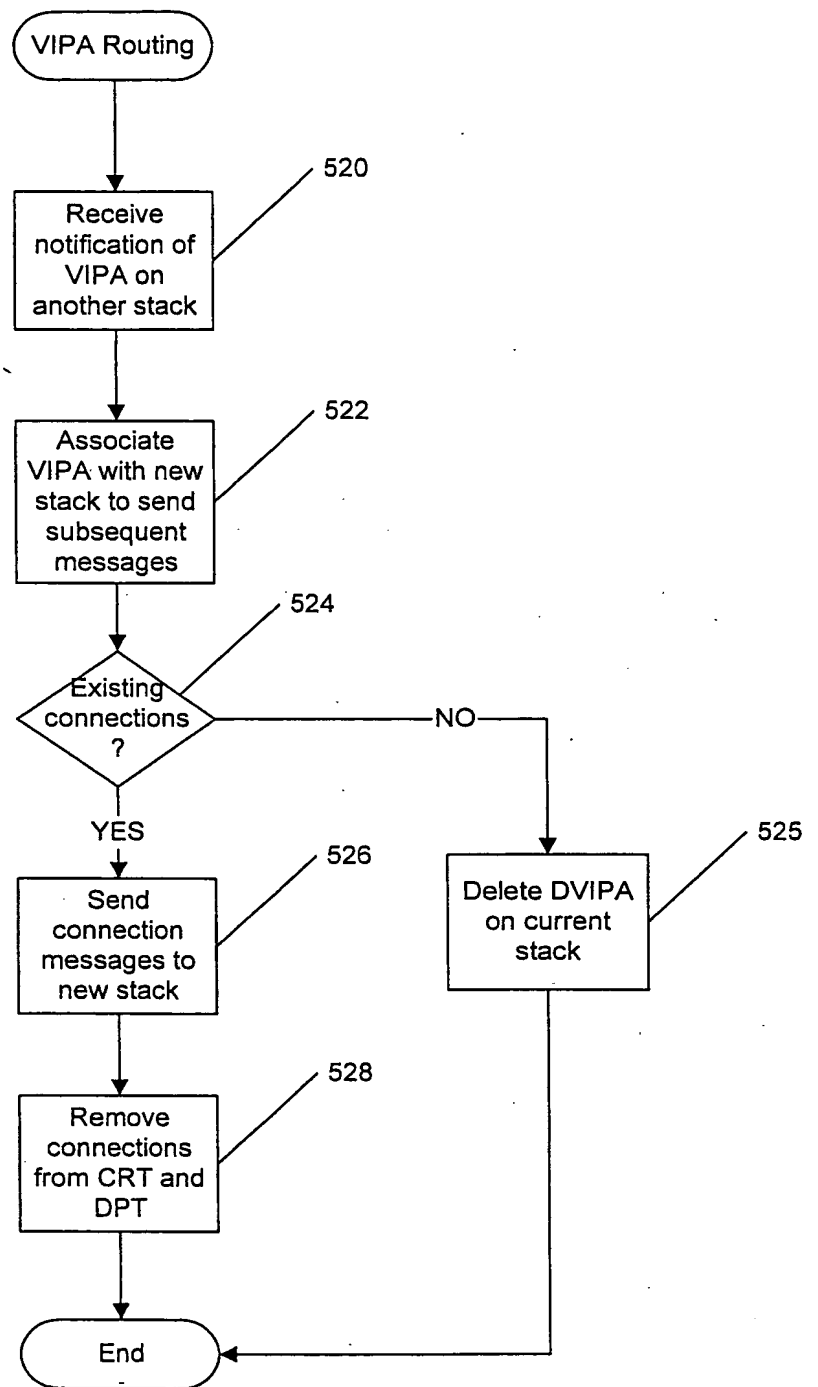 VIPA Routing
520
Receive
notification of
VIPA on
another stack
522
Associate
VIPA with new
stack to send
subsequent
messages
524
Existing
connections
?
NO
YES
525
Delete DVIPA
on current
stack
526
Send
connection
messages to
new stack
528
Remove
connections
from CRT and
DPT
End